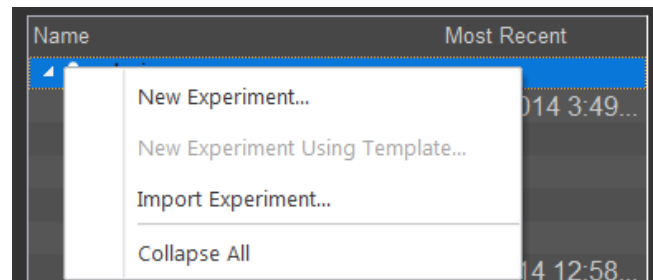 Name Most Recent
New Experiment...
014 3:49...
New Experiment Using Template...
Import Experiment...
Collapse All
14 12:58...